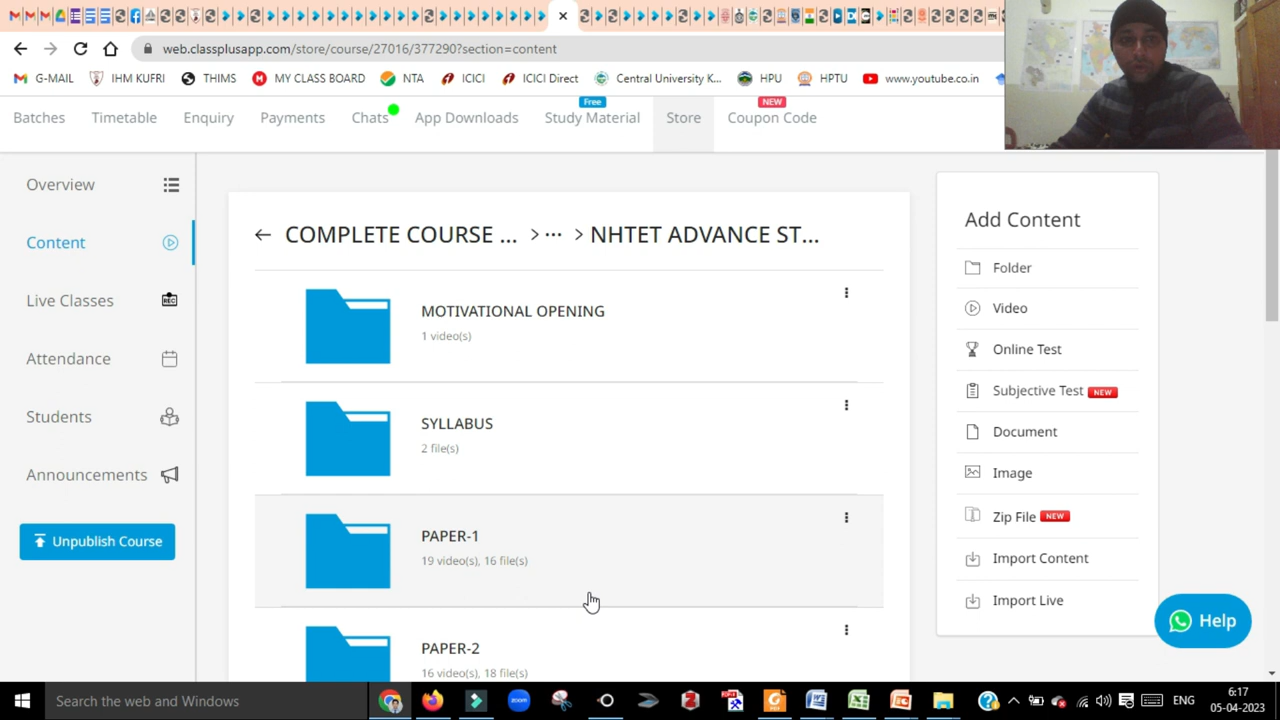 web.classplusapp.com/store/course/27016/377290?section=content
G-MAIL IHM KUFRI THIMS MY CLASS BOARD NTA ICICI ICICI Direct Central University K... HPU HPTU www.youtube.co.in
Free NEW
Batches Timetable Enquiry Payments Chats App Downloads Study Material Store Coupon Code
Overview
Content
Live Classes
REC
Attendance
Students
Announcements
Unpublish Course
COMPLETE COURSE ... > ··· > NHTET ADVANCE ST...
MOTIVATIONAL OPENING
1 video(s)
SYLLABUS
2 file(s)
PAPER-1
19 video(s), 16 file(s)
PAPER-2
16 video(s), 18 file(s)
Add Content
Folder
Video
Online Test
Subjective Test NEW
Document
Image
Zip File NEW
Import Content
Import Live
Help
Search the web and Windows
zoom
ENG
6:17
05-04-2023